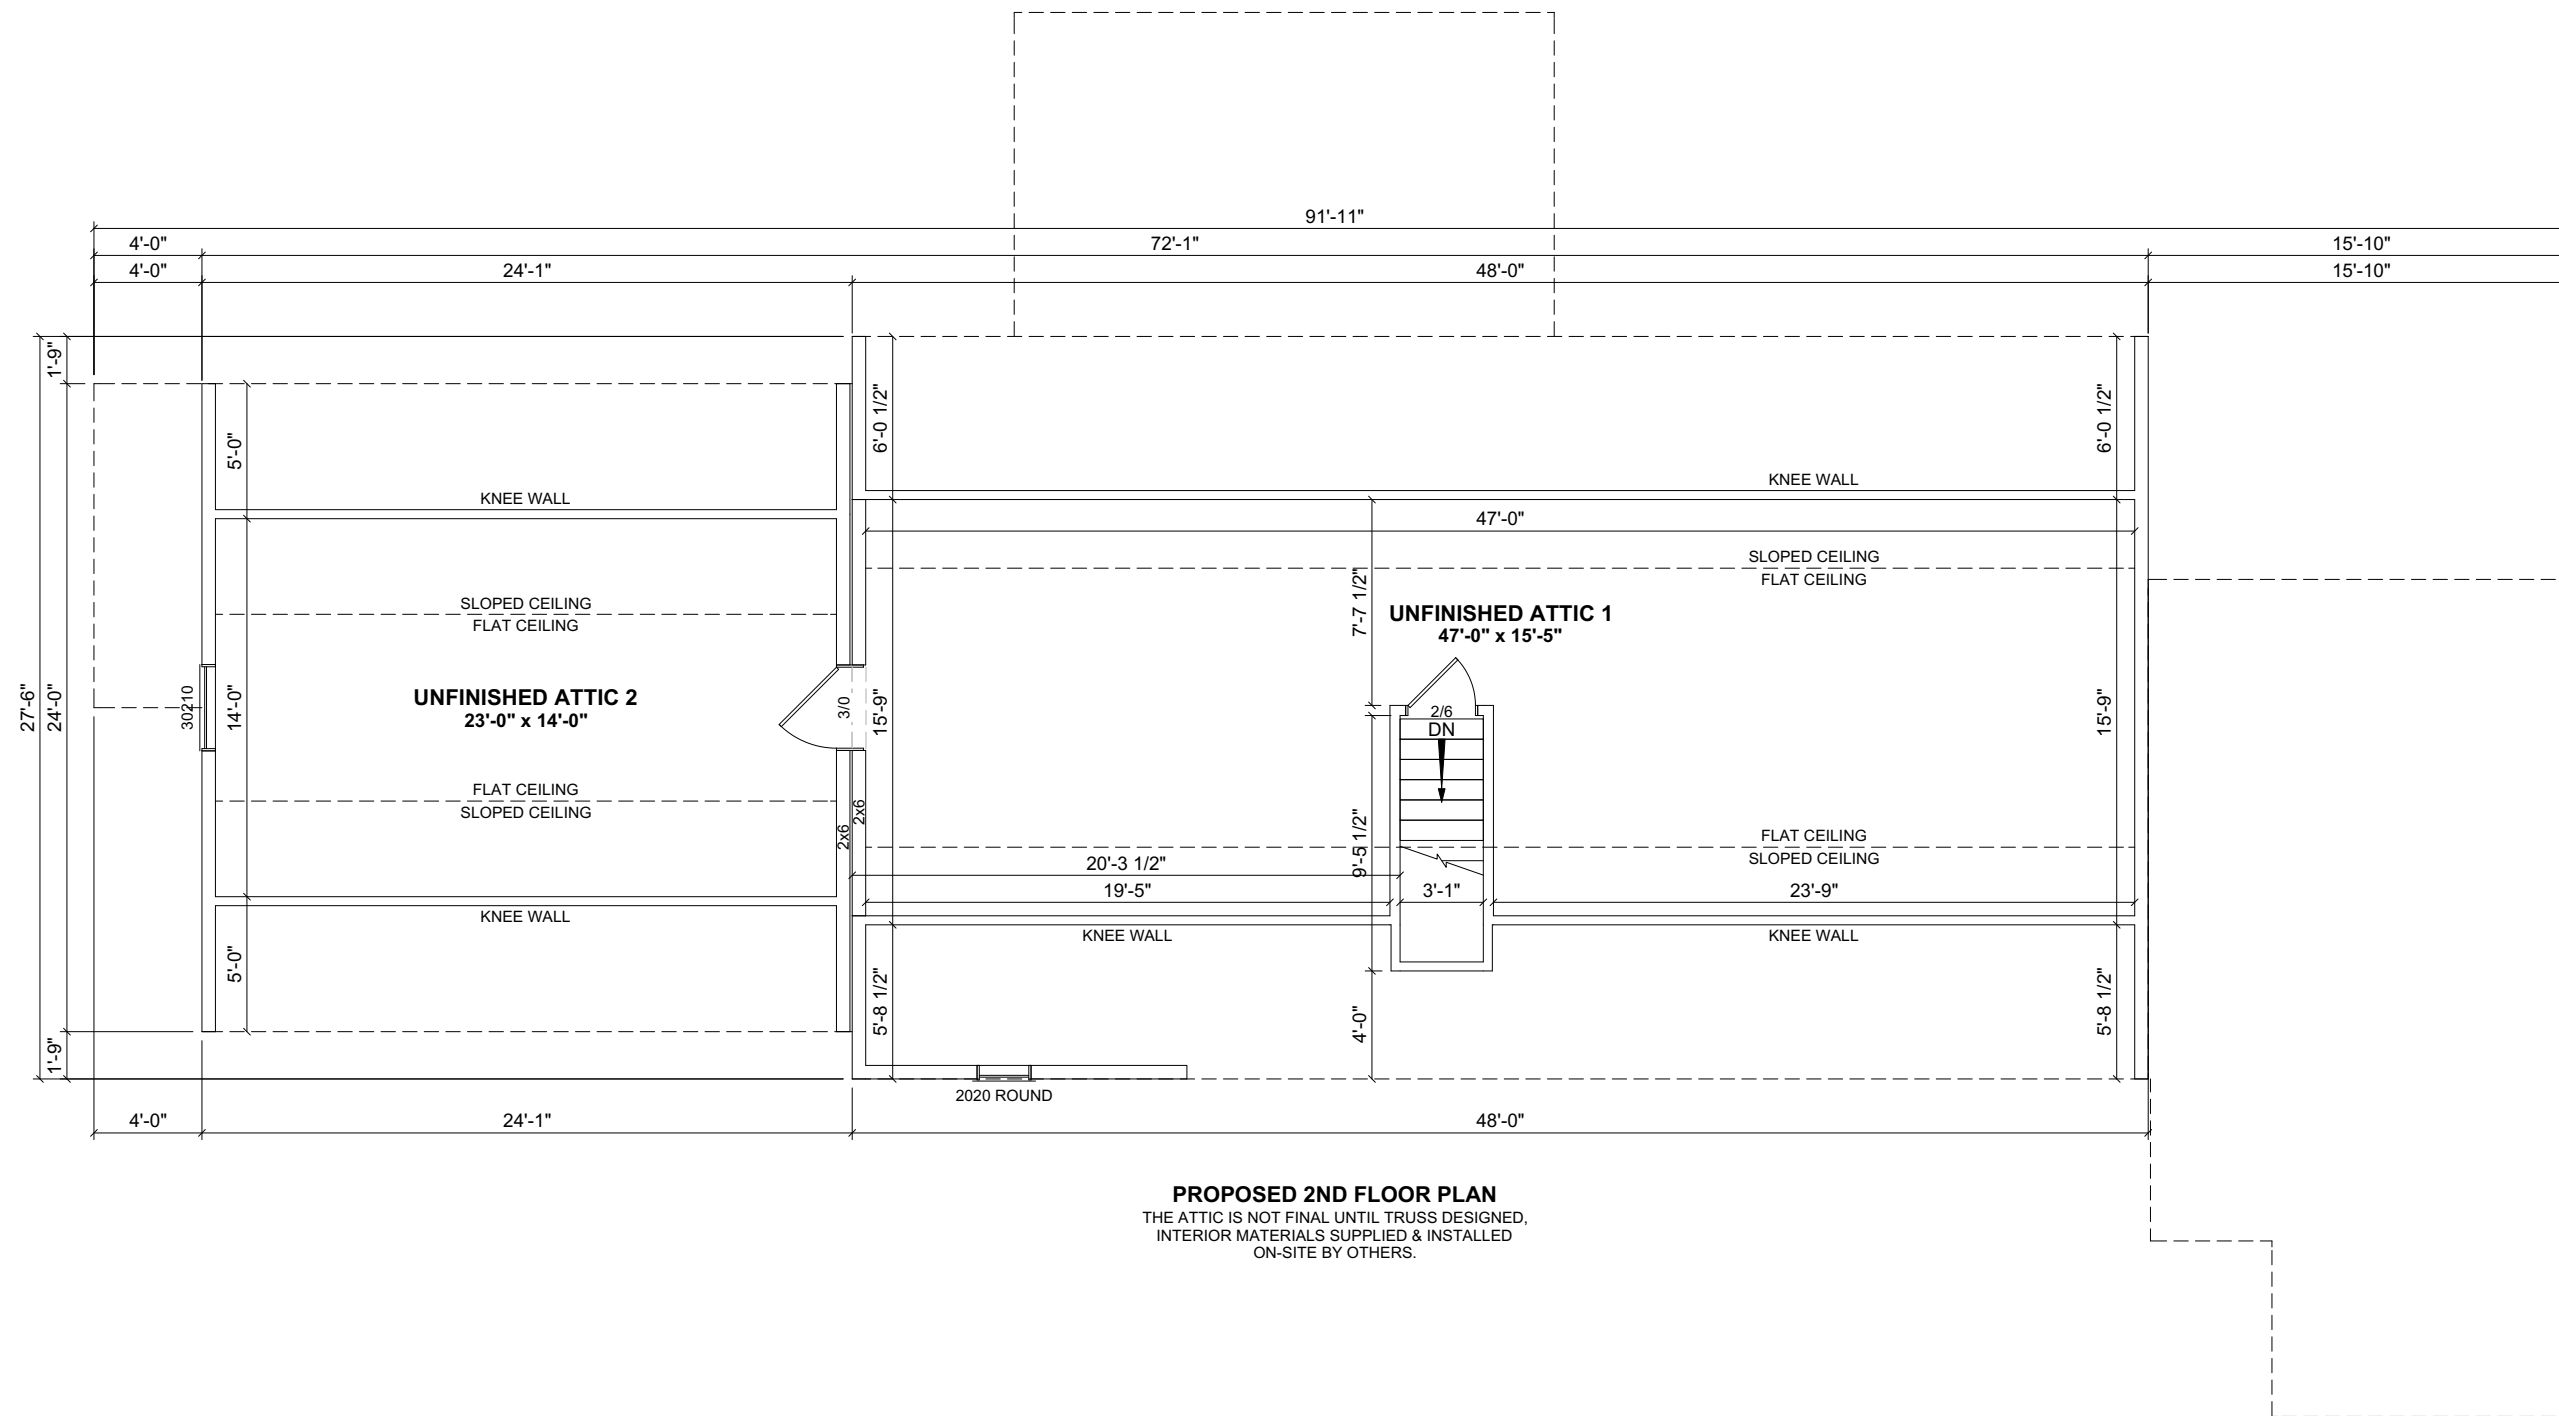 91'-11"
4'-0"
72'-1"
15'-10"
4'-0"
24'-1"
48'-0"
15'-10"
1'-9"
5'-0"
6'-0 1/2"
6'-0 1/2"
KNEE WALL
KNEE WALL
47'-0"
SLOPED CEILING
FLAT CEILING
SLOPED CEILING
FLAT CEILING
7'-7 1/2"
UNFINISHED ATTIC 1
47'-0" x 15'-5"
27'-6"
24'-0"
30210
14'-0"
UNFINISHED ATTIC 2
23'-0" x 14'-0"
3/0
15'-9"
2/6
DN
15'-9"
FLAT CEILING
SLOPED CEILING
2x6
2x6
9'-5 1/2"
FLAT CEILING
SLOPED CEILING
20'-3 1/2"
19'-5"
3'-1"
23'-9"
KNEE WALL
KNEE WALL
KNEE WALL
5'-0"
5'-8 1/2"
4'-0"
5'-8 1/2"
1'-9"
2020 ROUND
4'-0"
24'-1"
48'-0"
PROPOSED 2ND FLOOR PLAN
THE ATTIC IS NOT FINAL UNTIL TRUSS DESIGNED,
INTERIOR MATERIALS SUPPLIED & INSTALLED
ON-SITE BY OTHERS.